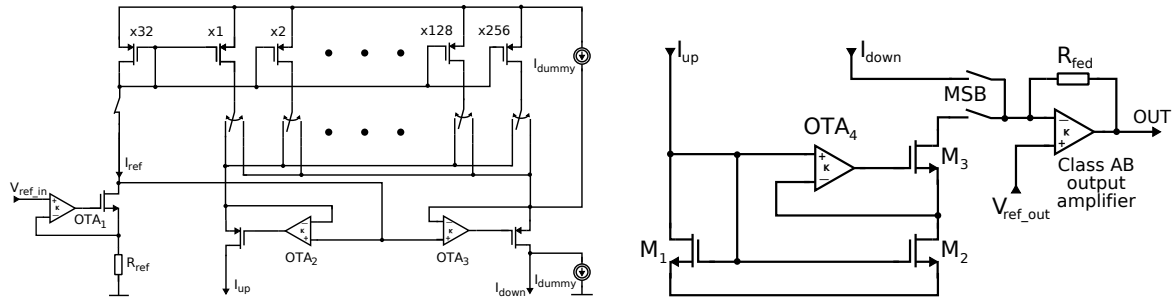 x32
x1
x2
x128
x256
I_dummy
I_ref
V_ref_in
+
κ
−
OTA_1
R_ref
−
κ
+
OTA_2
−
κ
+
OTA_3
I_up
I_down
I_dummy
I_up
I_down
MSB
R_fed
OTA_4
+
κ
−
M_3
−
κ
+
OUT
Class AB
output
amplifier
V_ref_out
M_1
M_2